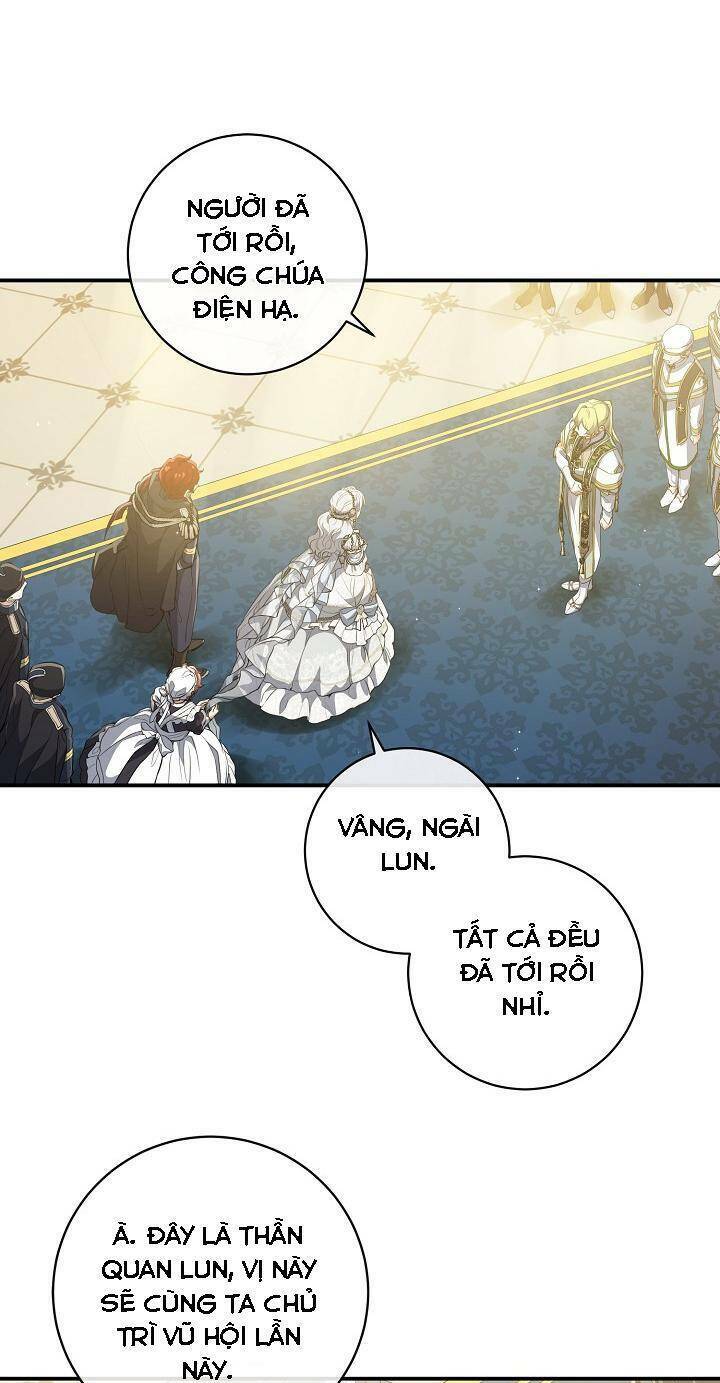 NGƯỜI ĐÃ
TỚI RỒI,
CÔNG CHÚA
ĐIỆN HẠ.
VÂNG, NGÀI
LUN.
TẤT CẢ ĐỀU
ĐÃ TỚI RỒI
NHỈ.
À. ĐÂY LÀ THẦN
QUAN LUN, VỊ NÀY
SẼ CÙNG TA CHỦ
TRÌ VŨ HỘI LẦN
NÀY.